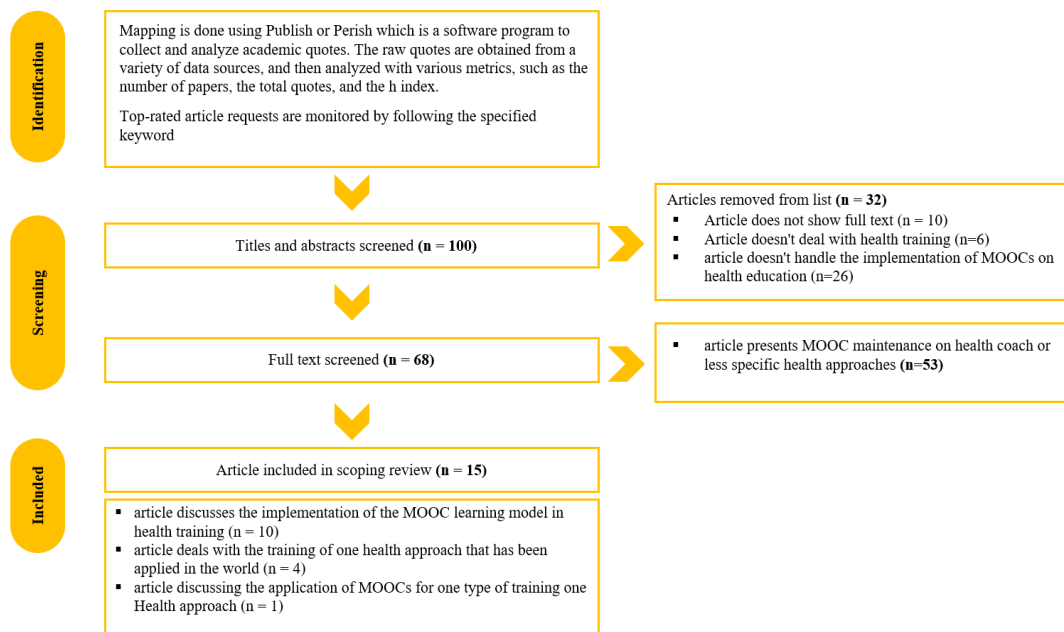 Identification
Mapping is done using Publish or Perish which is a software program to
collect and analyze academic quotes. The raw quotes are obtained from a
variety of data sources, and then analyzed with various metrics, such as the
number of papers, the total quotes, and the h index.
Top-rated article requests are monitored by following the specified
keyword
Screening
Titles and abstracts screened (n = 100)
Articles removed from list (n = 32)
▪ Article does not show full text (n = 10)
▪ Article doesn't deal with health training (n=6)
▪ article doesn't handle the implementation of MOOCs on
health education (n=26)
Full text screened (n = 68)
▪ article presents MOOC maintenance on health coach or
less specific health approaches (n=53)
Included
Article included in scoping review (n = 15)
▪ article discusses the implementation of the MOOC learning model in
health training (n = 10)
▪ article deals with the training of one health approach that has been
applied in the world (n = 4)
▪ article discussing the application of MOOCs for one type of training one
Health approach (n = 1)